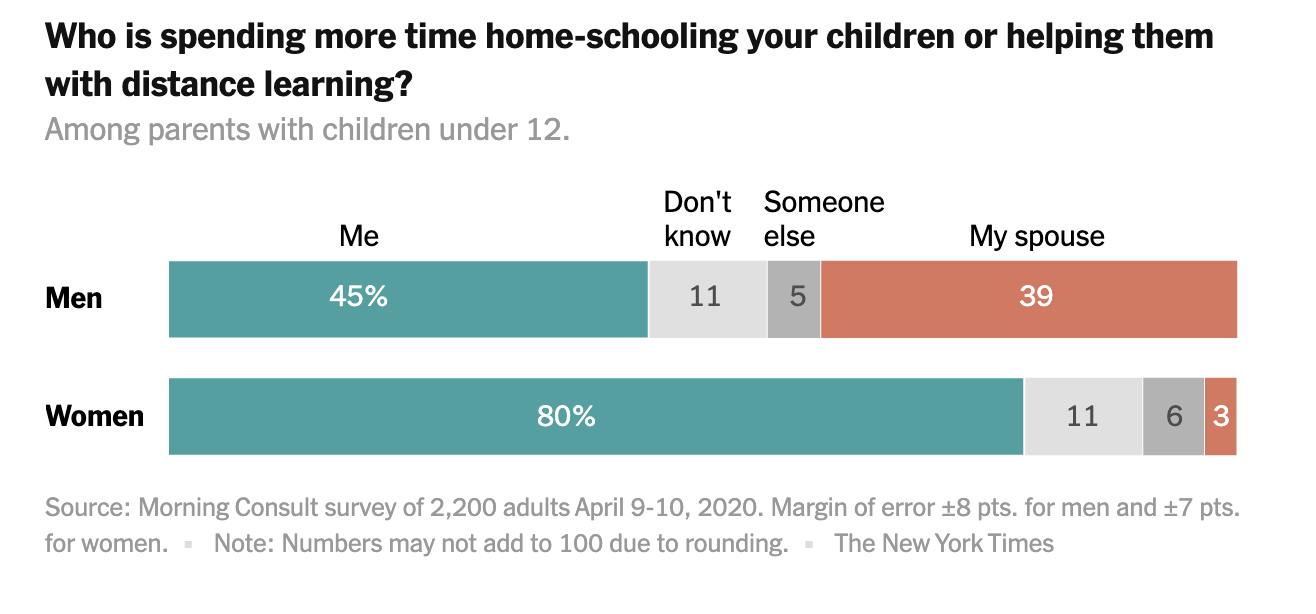 Who is spending more time home-schooling your children or helping them
with distance learning?
Among parents with children under 12.
Me
Don't
know
Someone
else
My spouse
Men
45%
11
5
39
Women
80%
11
6
3
Source: Morning Consult survey of 2,200 adults April 9-10, 2020. Margin of error ±8 pts. for men and ±7 pts.
for women. ▪ Note: Numbers may not add to 100 due to rounding. ▪ The New York Times